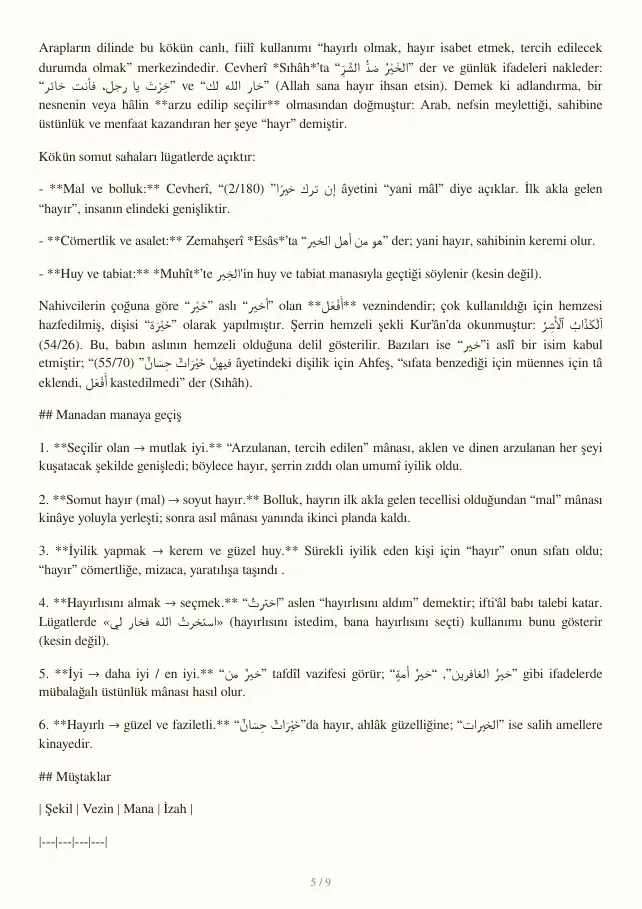 Arapların dilinde bu kökün canlı, fiilî kullanımı “hayırlı olmak, hayır isabet etmek, tercih edilecek
durumda olmak” merkezindedir. Cevherî *Sıhâh*’ta “الخَيْرُ ضدُّ الشَّرِّ” der ve günlük ifadeleri nakleder:
“خِرْتَ يا رجل، فأنت خائر” ve “خار الله لك” (Allah sana hayır ihsan etsin). Demek ki adlandırma, bir
nesnenin veya hâlin **arzu edilip seçilir** olmasından doğmuştur: Arab, nefsin meylettiği, sahibine
üstünlük ve menfaat kazandıran her şeye “hayr” demiştir.
Kökün somut sahaları lügatlerde açıktır:
- **Mal ve bolluk:** Cevherî, “إن ترك خيرًا” (2/180) âyetini “yani mâl” diye açıklar. İlk akla gelen
“hayır”, insanın elindeki genişliktir.
- **Cömertlik ve asalet:** Zemahşerî *Esâs*’ta “هو من أهل الخير” der; yani hayır, sahibinin keremi olur.
- **Huy ve tabiat:** *Muhît*’te الخِير'in huy ve tabiat manasıyla geçtiği söylenir (kesin değil).
Nahivcilerin çoğuna göre “خَيْر” aslı “أخير” olan **أَفْعَل** veznindendir; çok kullanıldığı için hemzesi
hazfedilmiş, dişisi “خَيْرَة” olarak yapılmıştır. Şerrin hemzeli şekli Kur’ân’da okunmuştur: ٱلْكَذَّابُ ٱلْأَشِرُ
(54/26). Bu, babın aslının hemzeli olduğuna delil gösterilir. Bazıları ise “خير”i aslî bir isim kabul
etmiştir; “فيهنَّ خَيْرَاتٌ حِسَانٌ” (55/70) âyetindeki dişilik için Ahfeş, “sıfata benzediği için müennes için tâ
eklendi, أَفْعَل kastedilmedi” der (Sıhâh).
## Manadan manaya geçiş
1. **Seçilir olan → mutlak iyi.** “Arzulanan, tercih edilen” mânası, aklen ve dinen arzulanan her şeyi
kuşatacak şekilde genişledi; böylece hayır, şerrin zıddı olan umumî iyilik oldu.
2. **Somut hayır (mal) → soyut hayır.** Bolluk, hayrın ilk akla gelen tecellisi olduğundan “mal” mânası
kinâye yoluyla yerleşti; sonra asıl mânası yanında ikinci planda kaldı.
3. **İyilik yapmak → kerem ve güzel huy.** Sürekli iyilik eden kişi için “hayır” onun sıfatı oldu;
“hayır” cömertliğe, mizaca, yaratılışa taşındı .
4. **Hayırlısını almak → seçmek.** “اخترتُ” aslen “hayırlısını aldım” demektir; ifti‘âl babı talebi katar.
Lügatlerde «استخرتُ الله فخار لي» (hayırlısını istedim, bana hayırlısını seçti) kullanımı bunu gösterir
(kesin değil).
5. **İyi → daha iyi / en iyi.** “خيرٌ من” tafdîl vazifesi görür; “خيرُ الغافرين”, “خيرُ أمةٍ” gibi ifadelerde
mübalağalı üstünlük mânası hasıl olur.
6. **Hayırlı → güzel ve faziletli.** “خَيْرَاتٌ حِسَانٌ”da hayır, ahlâk güzelliğine; “الخيرات” ise salih amellere
kinayedir.
## Müştaklar
| Şekil | Vezin | Mana | İzah |
|---|---|---|---|
5 / 9